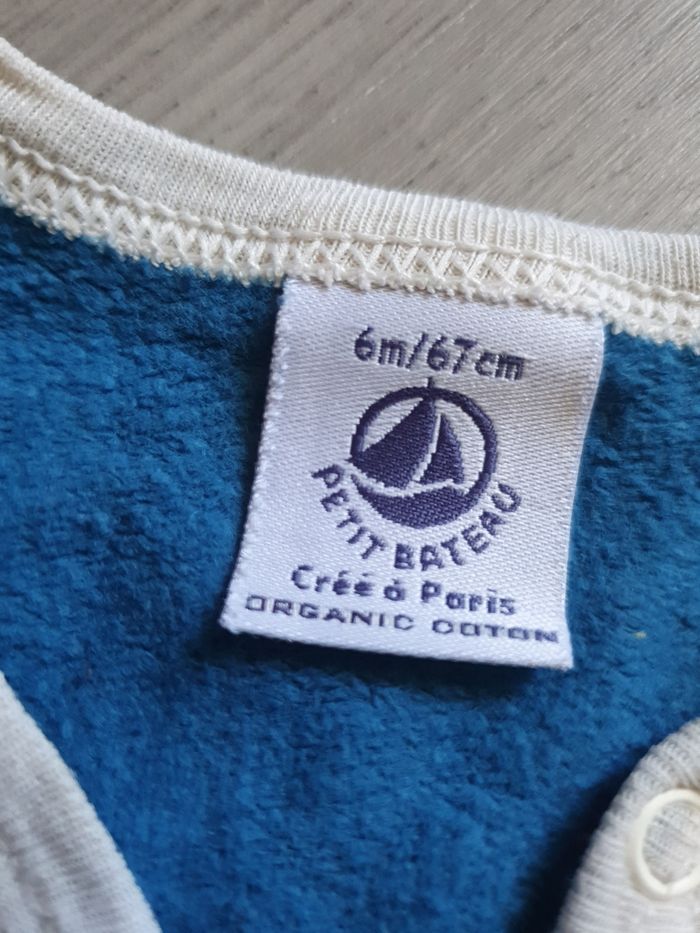 6m/67cm
PETIT BATEAU
Créé à Paris
ORGANIC COTON